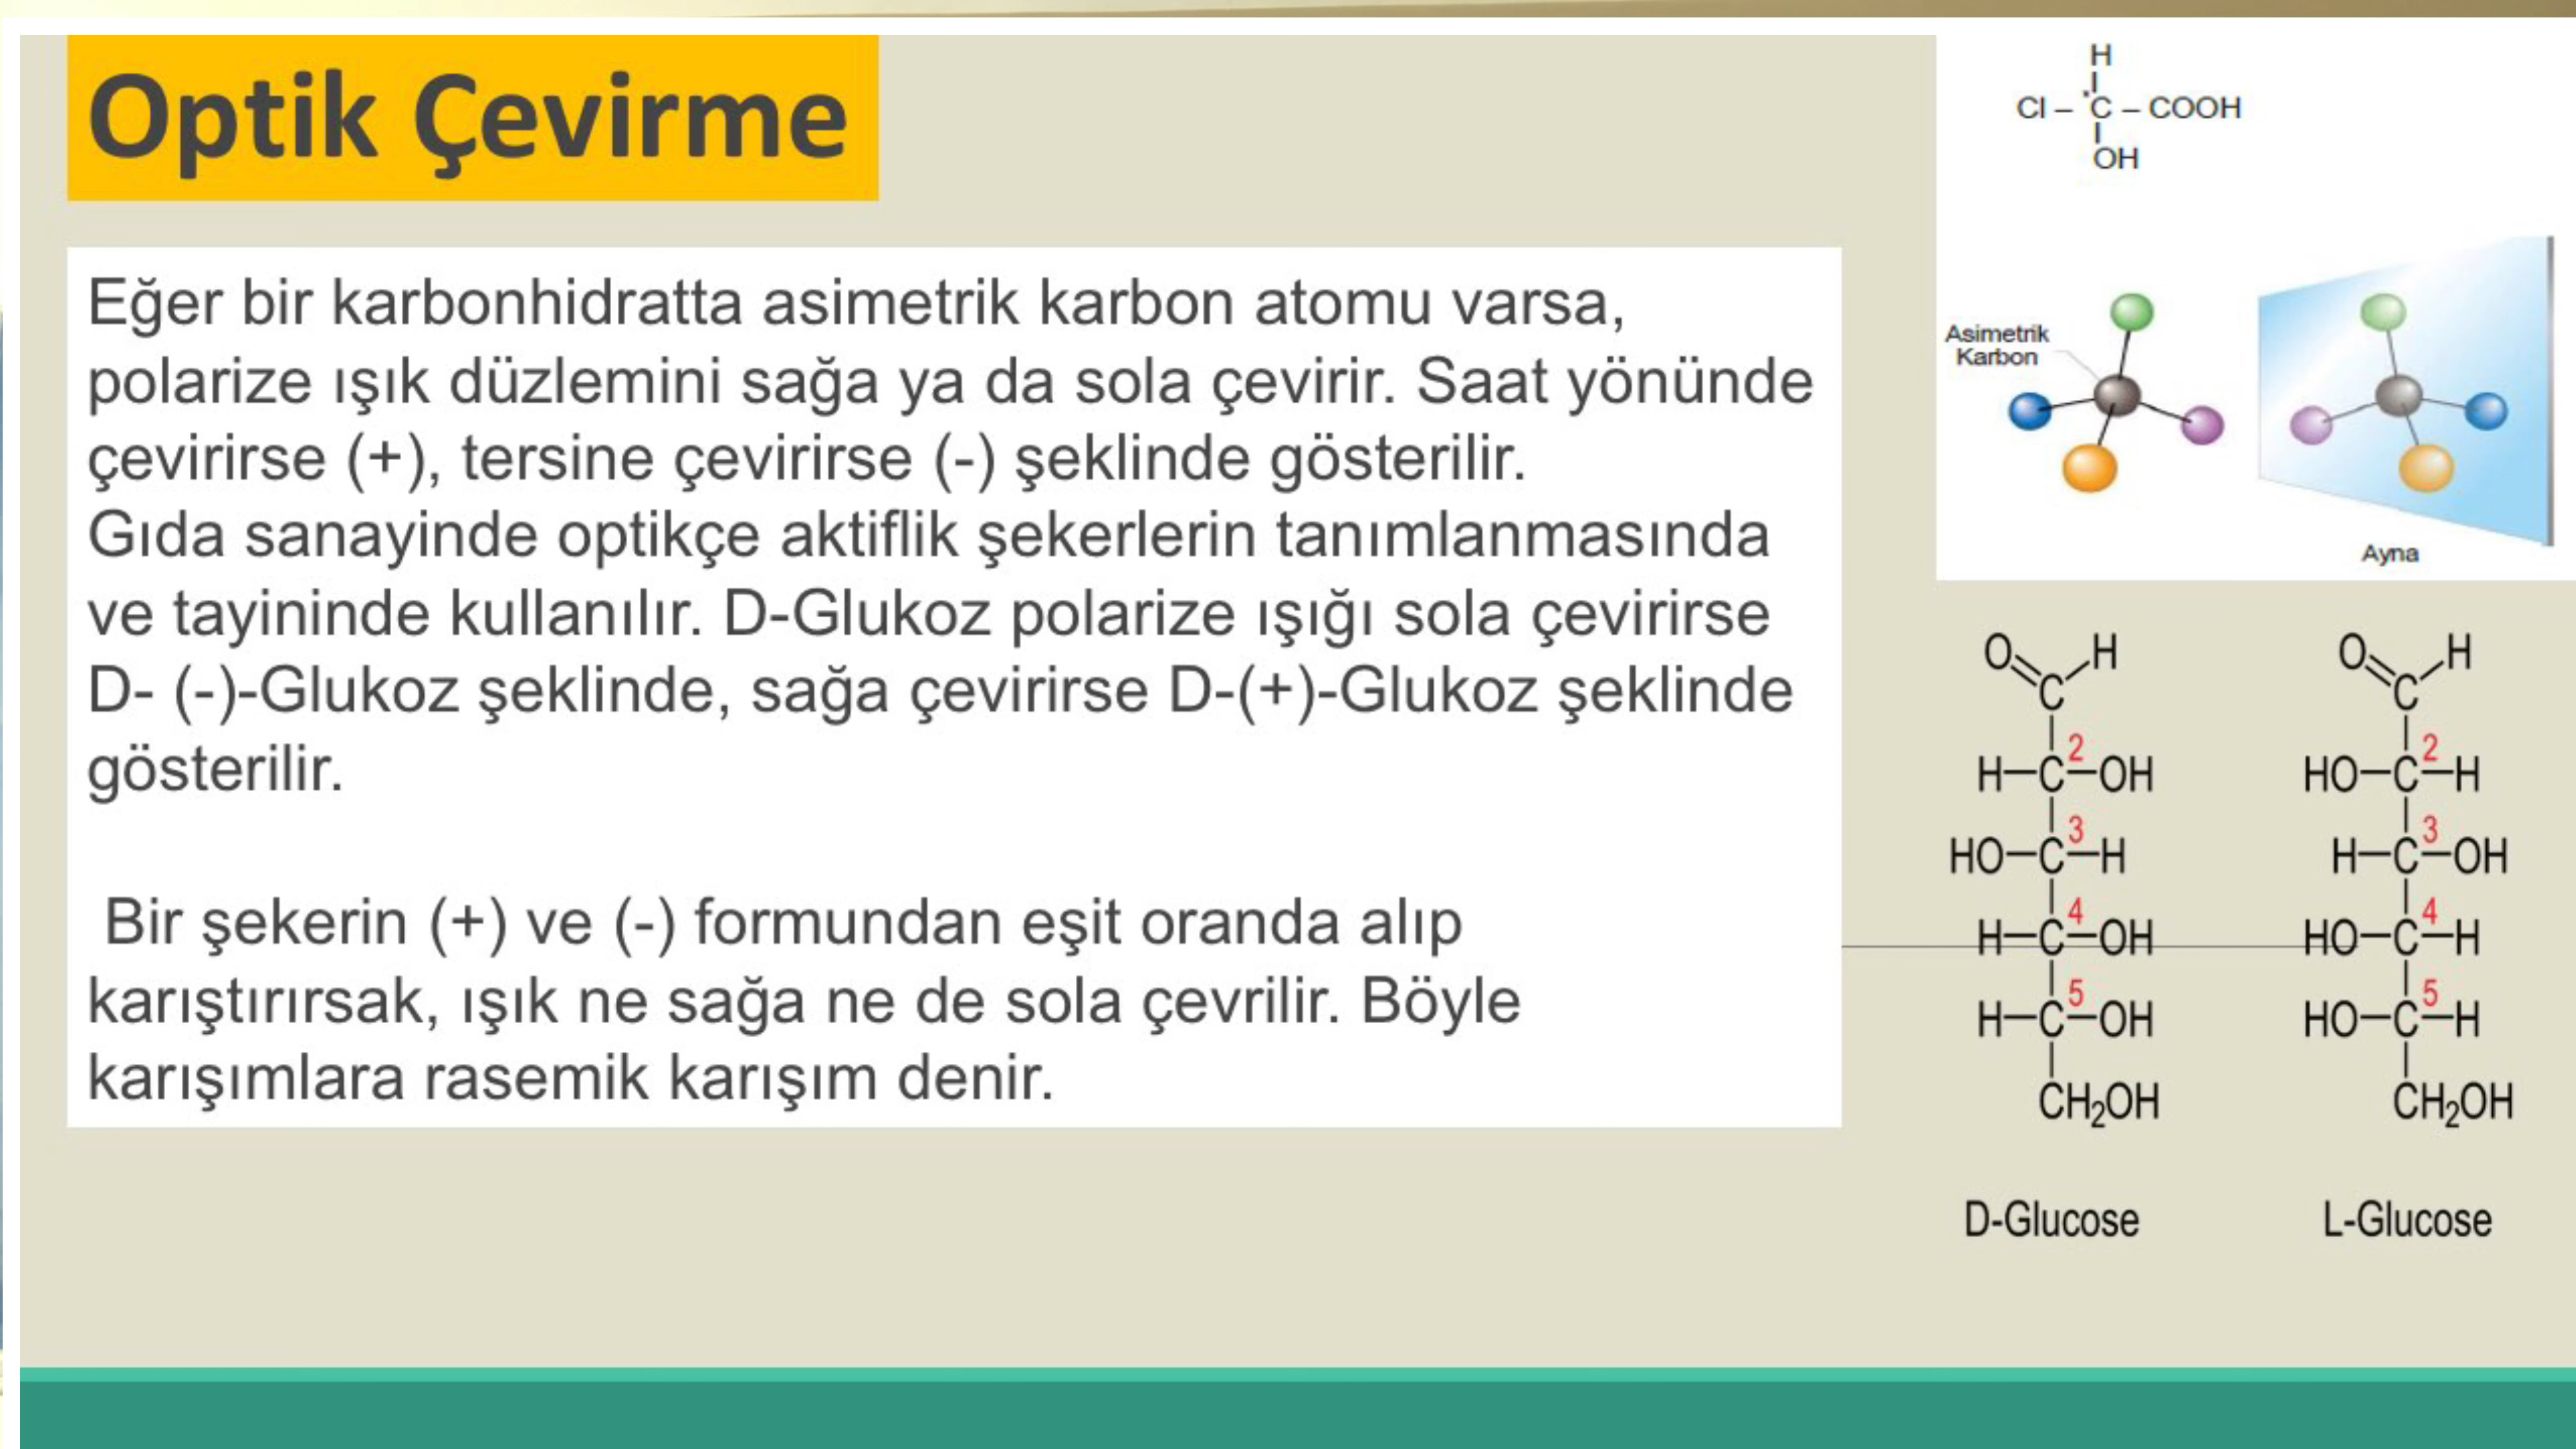 Optik Çevirme
Eğer bir karbonhidratta asimetrik karbon atomu varsa,
polarize ışık düzlemini sağa ya da sola çevirir. Saat yönünde
çevirirse (+), tersine çevirirse (-) şeklinde gösterilir.
Gıda sanayinde optikçe aktiflik şekerlerin tanımlanmasında
ve tayininde kullanılır. D-Glukoz polarize ışığı sola çevirirse
D- (-)-Glukoz şeklinde, sağa çevirirse D-(+)-Glukoz şeklinde
gösterilir.
Bir şekerin (+) ve (-) formundan eşit oranda alıp
karıştırırsak, ışık ne sağa ne de sola çevrilir. Böyle
karışımlara rasemik karışım denir.
H
Cl – *C – COOH
OH
Asimetrik
Karbon
Ayna
O H
C
H–C–OH 2
HO–C–H 3
H–C–OH 4
H–C–OH 5
CH₂OH
D-Glucose
O H
C
HO–C–H 2
H–C–OH 3
HO–C–H 4
HO–C–H 5
CH₂OH
L-Glucose